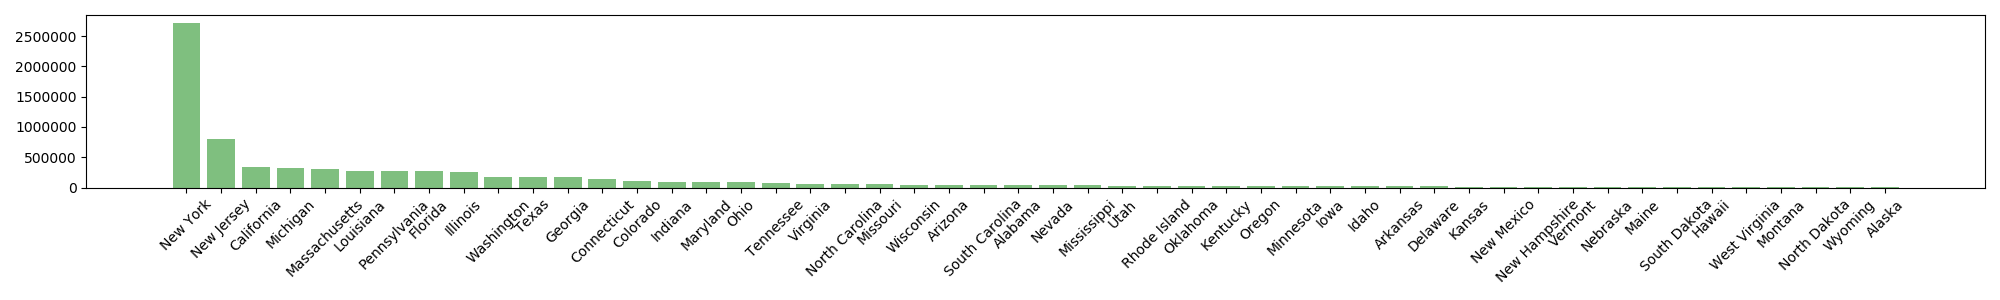 2500000
2000000
1500000
1000000
500000
0
New York
New Jersey
California
Michigan
Massachusetts
Louisiana
Pennsylvania
Florida
Illinois
Washington
Texas
Georgia
Connecticut
Colorado
Indiana
Maryland
Ohio
Tennessee
Virginia
North Carolina
Missouri
Wisconsin
Arizona
South Carolina
Alabama
Nevada
Mississippi
Utah
Rhode Island
Oklahoma
Kentucky
Oregon
Minnesota
Iowa
Idaho
Arkansas
Delaware
Kansas
New Mexico
New Hampshire
Vermont
Nebraska
Maine
South Dakota
Hawaii
West Virginia
Montana
North Dakota
Wyoming
Alaska